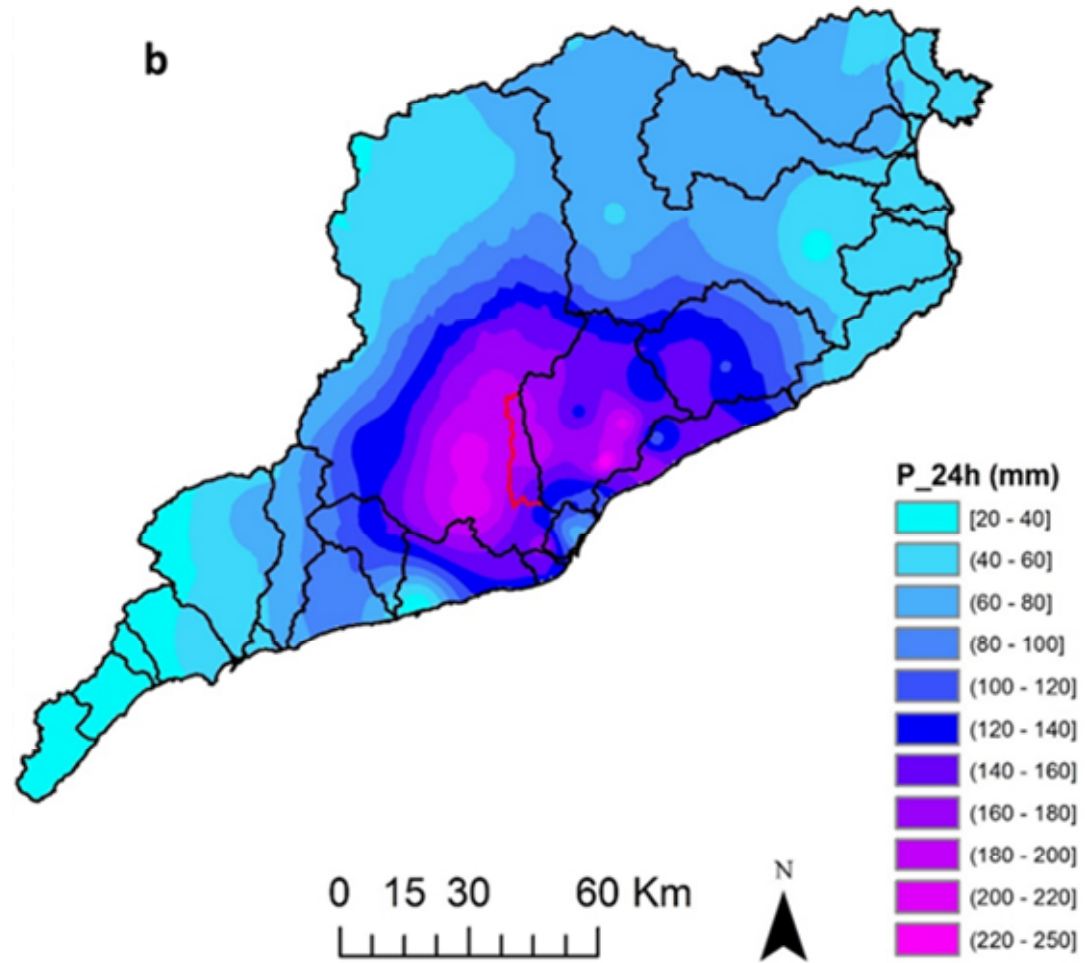 b
P_24h (mm)
[20 - 40]
(40 - 60]
(60 - 80]
(80 - 100]
(100 - 120]
(120 - 140]
(140 - 160]
(160 - 180]
(180 - 200]
(200 - 220]
(220 - 250]
0 15 30 60 Km
N